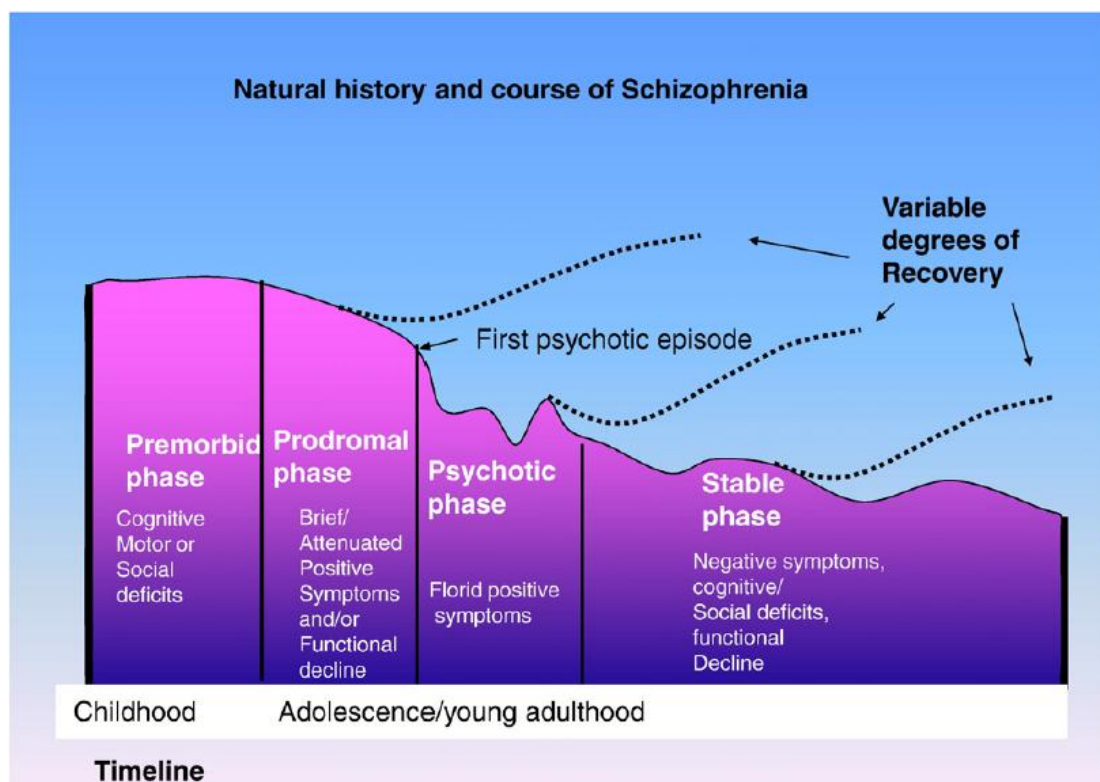 Natural history and course of Schizophrenia
Variable
degrees of
Recovery
First psychotic episode
Premorbid
phase
Cognitive
Motor or
Social
deficits
Prodromal
phase
Brief/
Attenuated
Positive
Symptoms
and/or
Functional
decline
Psychotic
phase
Florid positive
symptoms
Stable
phase
Negative symptoms,
cognitive/
Social deficits,
functional
Decline
Childhood
Adolescence/young adulthood
Timeline